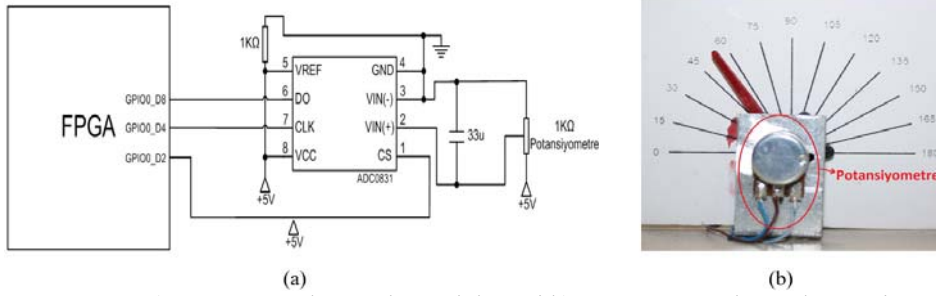 FPGA
GPIO0_D8
GPIO0_D4
GPIO0_D2
1KΩ
5 VREF
6 DO
7 CLK
8 VCC
GND 4
VIN(-) 3
VIN(+) 2
CS 1
ADC0831
33u
1KΩ
Potansiyometre
+5V
+5V
+5V
(a)
0
15
30
45
60
75
90
105
120
135
150
165
180
Potansiyometre
(b)